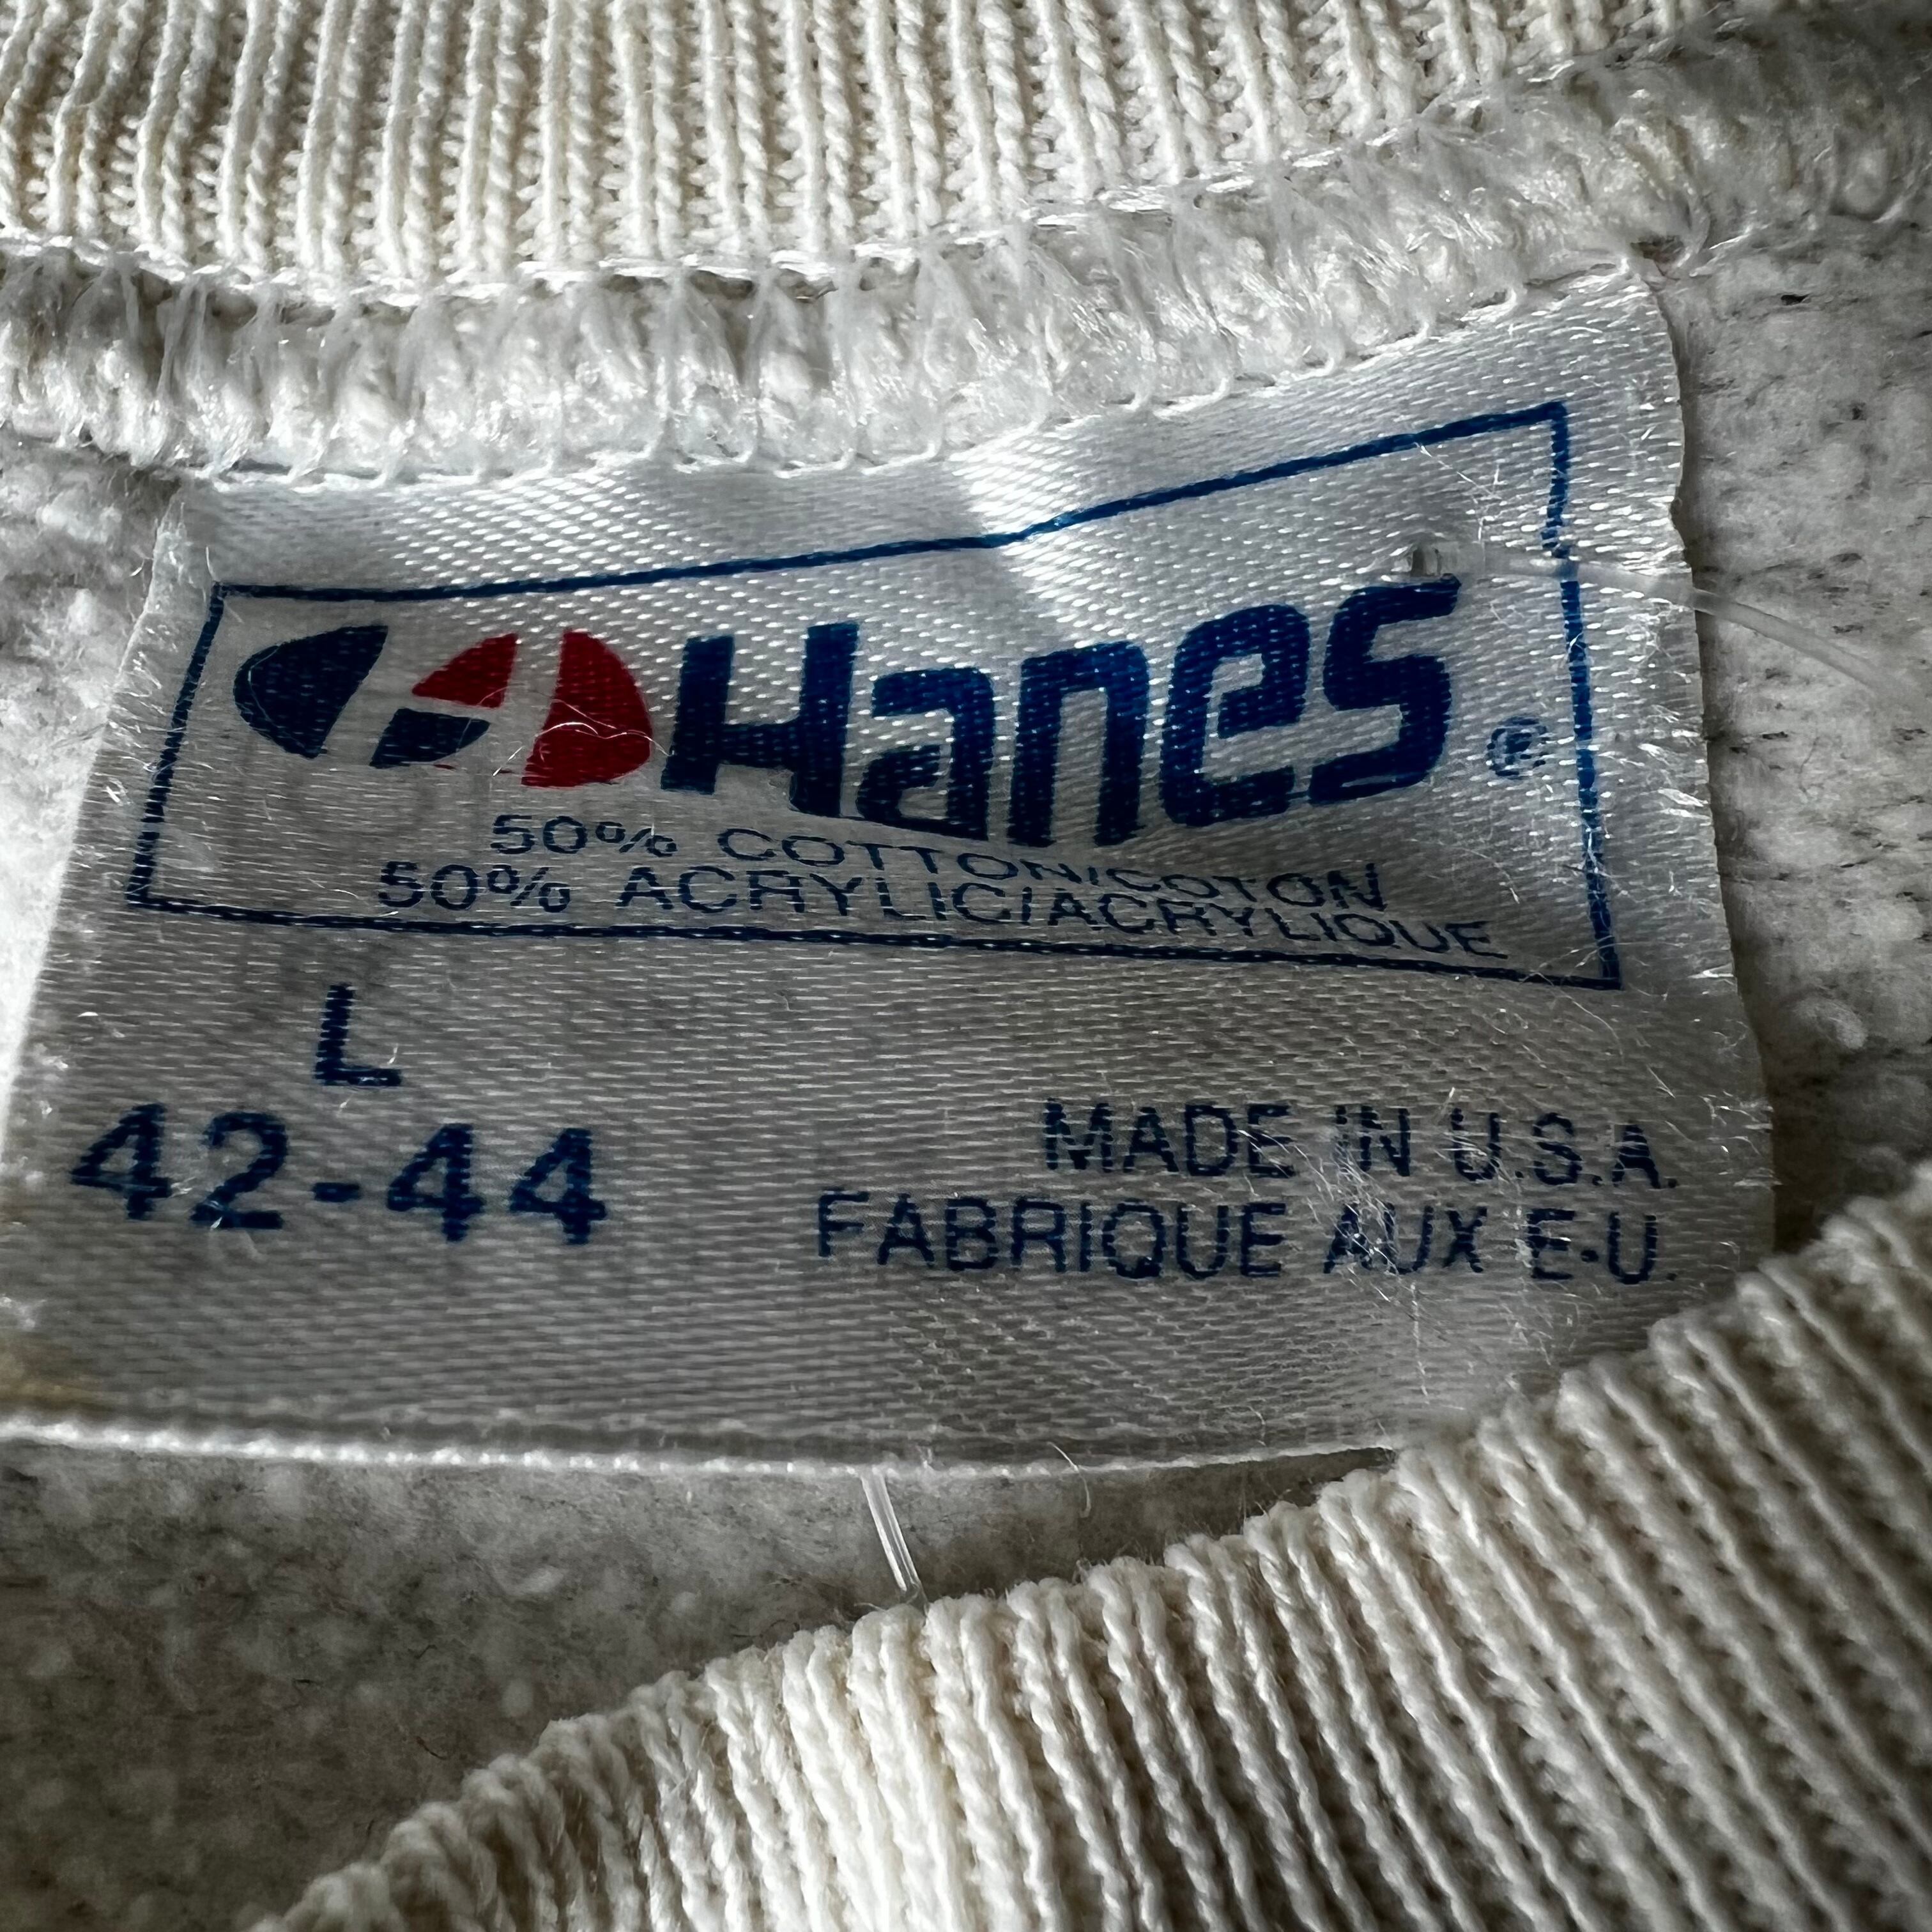 Hanes®
50% COTTON/COTON
50% ACRYLIC/ACRYLIQUE
L
42-44
MADE IN U.S.A.
FABRIQUE AUX E-U.